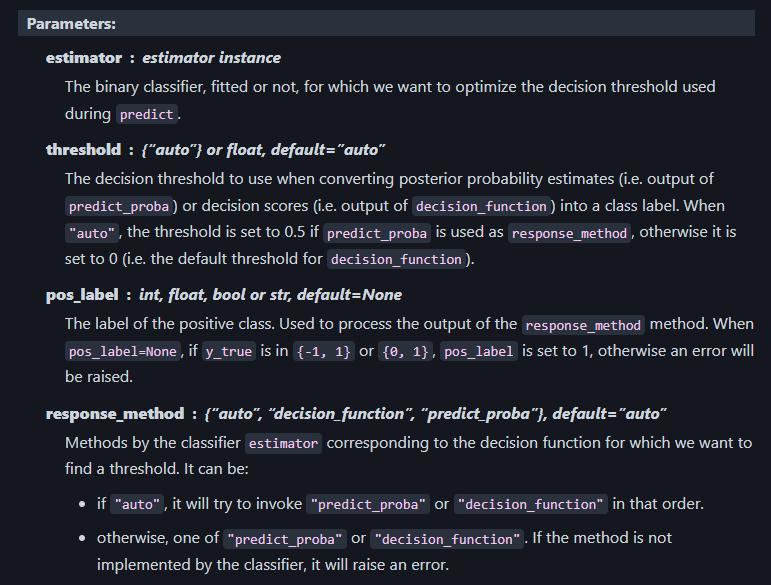 Parameters:
estimator : estimator instance
The binary classifier, fitted or not, for which we want to optimize the decision threshold used
during predict.
threshold : {“auto”} or float, default=”auto”
The decision threshold to use when converting posterior probability estimates (i.e. output of
predict_proba) or decision scores (i.e. output of decision_function) into a class label. When
"auto", the threshold is set to 0.5 if predict_proba is used as response_method, otherwise it is
set to 0 (i.e. the default threshold for decision_function).
pos_label : int, float, bool or str, default=None
The label of the positive class. Used to process the output of the response_method method. When
pos_label=None, if y_true is in {-1, 1} or {0, 1}, pos_label is set to 1, otherwise an error will
be raised.
response_method : {“auto”, “decision_function”, “predict_proba”}, default=”auto”
Methods by the classifier estimator corresponding to the decision function for which we want to
find a threshold. It can be:
• if "auto", it will try to invoke "predict_proba" or "decision_function" in that order.
• otherwise, one of "predict_proba" or "decision_function". If the method is not
implemented by the classifier, it will raise an error.